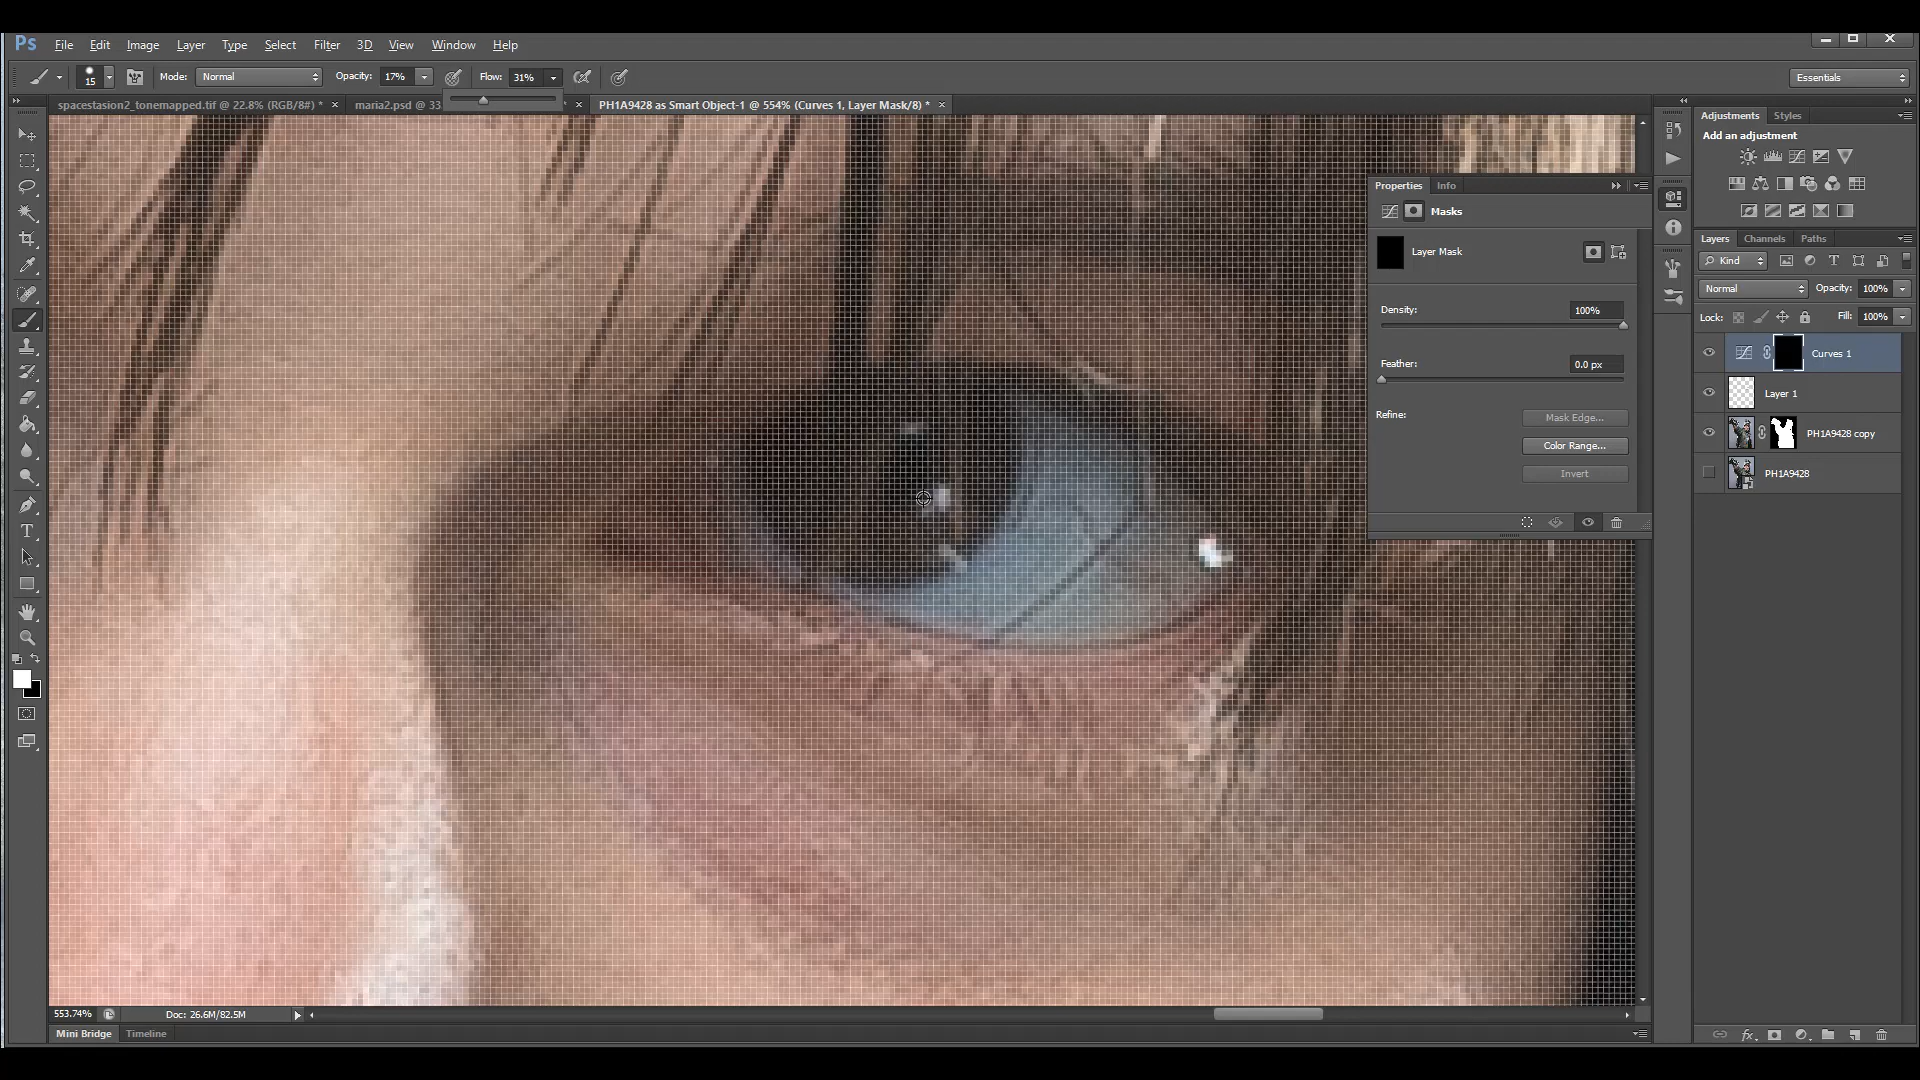 Ps File Edit Image Layer Type Select Filter 3D View Window Help
15 Mode: Normal Opacity: 17% Flow: 31% Essentials
spacestasion2_tonemapped.tif @ 22.8% (RGB/8#) * × maria2.psd @ 33. * × PH1A9428 as Smart Object-1 @ 554% (Curves 1, Layer Mask/8) * ×
Adjustments Styles
Add an adjustment
Properties Info
Masks
Layer Mask
Density: 100%
Feather: 0.0 px
Refine: Mask Edge...
Color Range...
Invert
Layers Channels Paths
Kind
Normal Opacity: 100%
Lock: Fill: 100%
Curves 1
Layer 1
PH1A9428 copy
PH1A9428
fx
553.74% Doc: 26.6M/82.5M
Mini Bridge Timeline